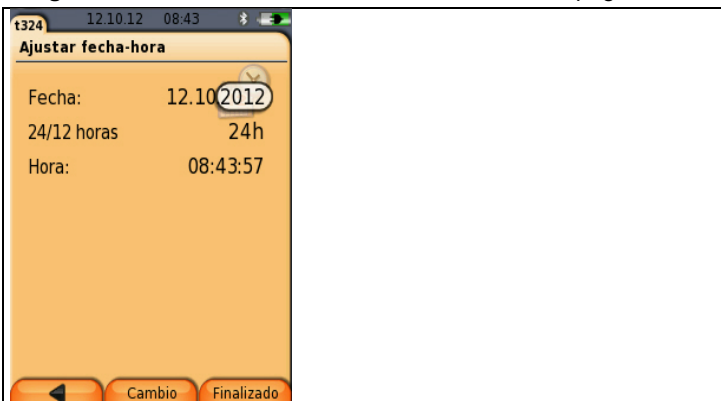 t324 12.10.12 08:43
Ajustar fecha-hora
Fecha: 12.10.2012
24/12 horas 24h
Hora: 08:43:57
Cambio Finalizado